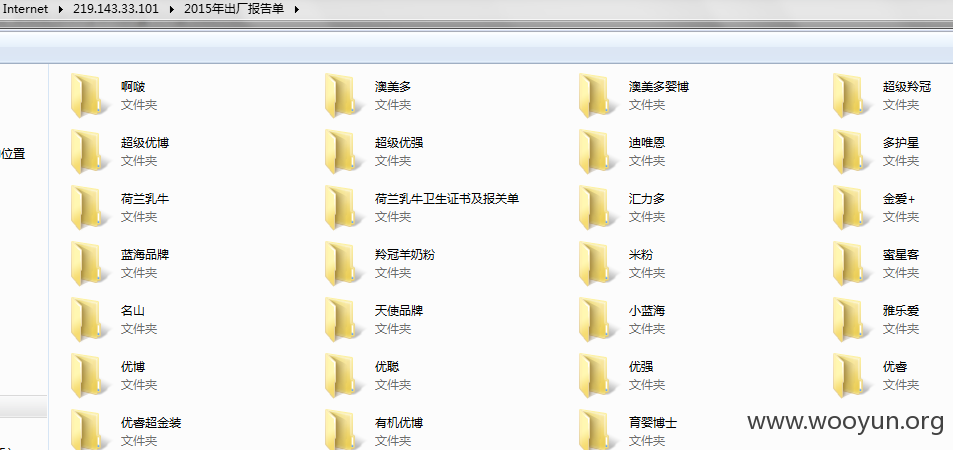 Internet ▸ 219.143.33.101 ▸ 2015年出厂报告单 ▸
啊啵 澳美多 澳美多婴博 超级羚冠
文件夹 文件夹 文件夹 文件夹
超级优博 超级优强 迪唯恩 多护星
位置
文件夹 文件夹 文件夹 文件夹
荷兰乳牛 荷兰乳牛卫生证书及报关单 汇力多 金爱+
文件夹 文件夹 文件夹 文件夹
蓝海品牌 羚冠羊奶粉 米粉 蜜星客
文件夹 文件夹 文件夹 文件夹
名山 天使品牌 小蓝海 雅乐爱
文件夹 文件夹 文件夹 文件夹
优博 优聪 优强 优睿
文件夹 文件夹 文件夹 文件夹
优睿超金装 有机优博 育婴博士
文件夹 文件夹 文件夹
www.wooyun.org